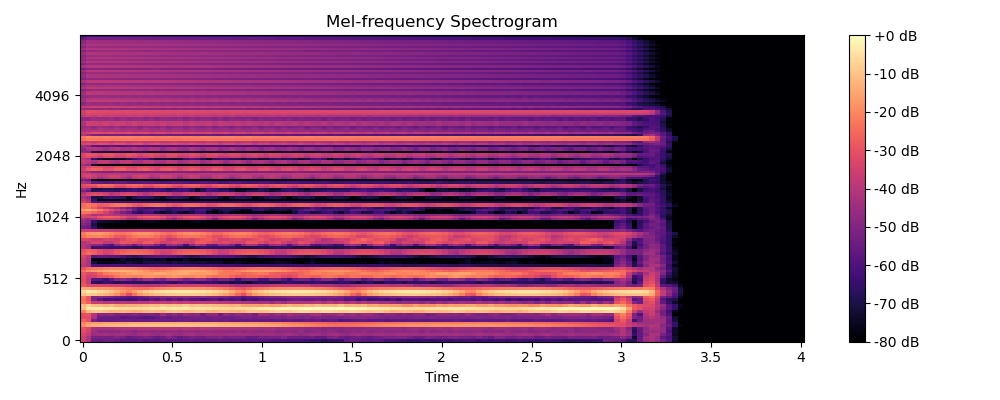 Mel-frequency Spectrogram
Hz
4096
2048
1024
512
0
0
0.5
1
1.5
2
2.5
3
3.5
4
Time
+0 dB
-10 dB
-20 dB
-30 dB
-40 dB
-50 dB
-60 dB
-70 dB
-80 dB